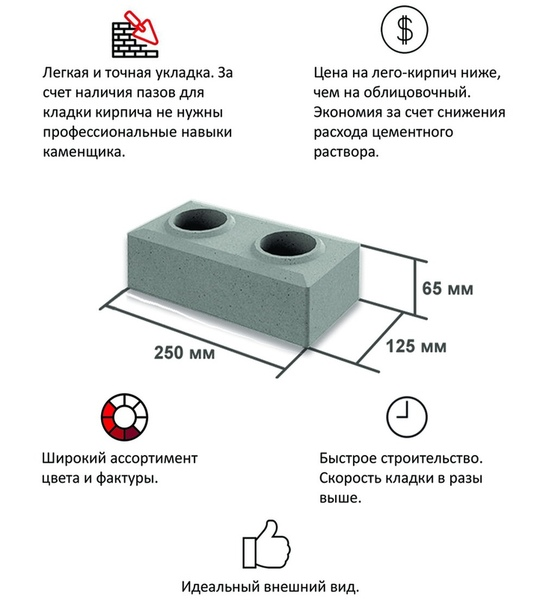 Легкая и точная укладка. За
счет наличия пазов для
кладки кирпича не нужны
профессиональные навыки
каменщика.
Цена на лего-кирпич ниже,
чем на облицовочный.
Экономия за счет снижения
расхода цементного
раствора.
65 мм
125 мм
250 мм
Широкий ассортимент
цвета и фактуры.
Быстрое строительство.
Скорость кладки в разы
выше.
Идеальный внешний вид.